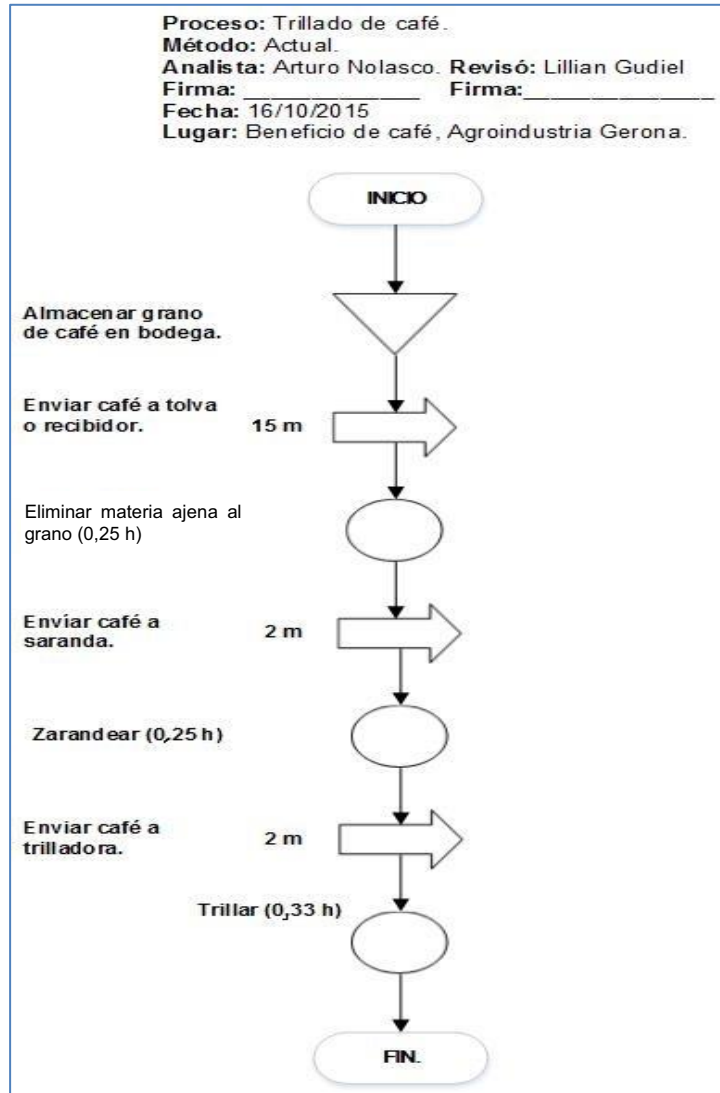 Proceso: Trillado de café.
Método: Actual.
Analista: Arturo Nolasco. Revisó: Lillian Gudiel
Firma: ______________ Firma:_______________
Fecha: 16/10/2015
Lugar: Beneficio de café, Agroindustria Gerona.
INICIO
Almacenar grano
de café en bodega.
Enviar café a tolva
o recibidor.
15 m
Eliminar materia ajena al
grano (0,25 h)
Envíar café a
saranda.
2 m
Zarandear (0,25 h)
Enviar café a
trilladora.
2 m
Trillar (0,33 h)
FIN.